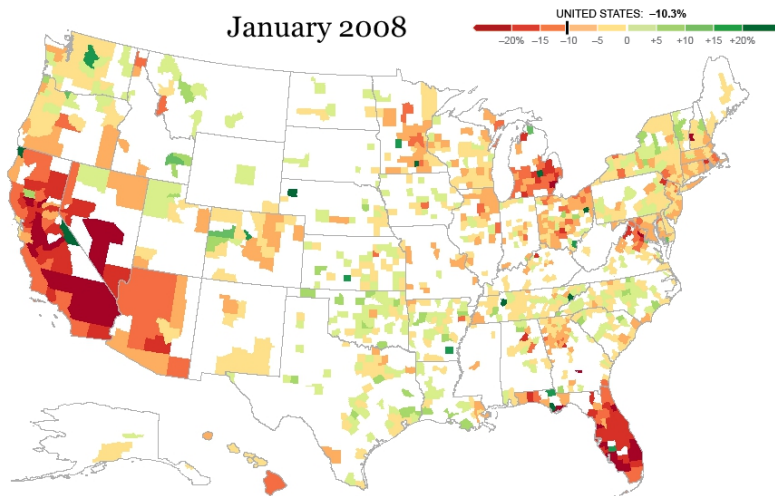 January 2008
UNITED STATES: –10.3%
–20% –15 –10 –5 0 +5 +10 +15 +20%